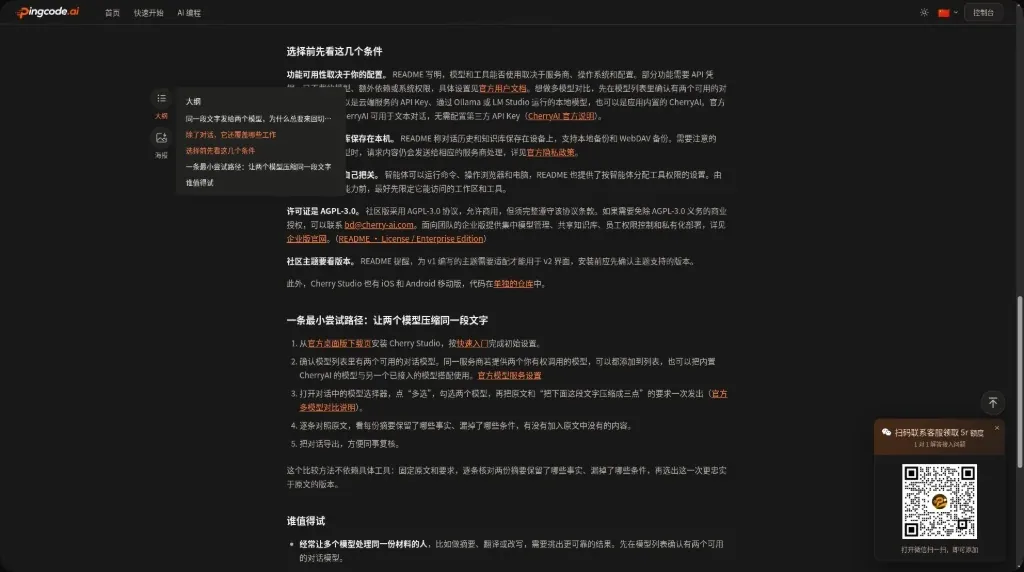 Pingcode.ai
首页 快速开始 AI 编程
控制台
选择前先看这几个条件
功能可用性取决于你的配置。 README 写明，模型和工具能否使用取决于服务商、操作系统和配置。部分功能需要 API 凭
额外依赖或系统权限，具体设置见官方用户文档。想做多模型对比，先在模型列表里确认有两个可用的对
以是云端服务的 API Key、通过 Ollama 或 LM Studio 运行的本地模型，也可以是应用内置的 CherryAI。官方
erryAI 可用于文本对话，无需配置第三方 API Key（CherryAI 官方说明）。
库保存在本机。 README 称对话历史和知识库保存在设备上，支持本地备份和 WebDAV 备份。需要注意的
型时，请求内容仍会发送给相应的服务商处理，详见官方隐私政策。
自己把关。 智能体可以运行命令、操作浏览器和电脑，README 也提供了按智能体分配工具权限的设置。由
能力前，最好先限定它能访问的工作区和工具。
许可证是 AGPL-3.0。 社区版采用 AGPL-3.0 协议，允许商用，但须完整遵守该协议条款。如果需要免除 AGPL-3.0 义务的商业
授权，可以联系 bd@cherry-ai.com。面向团队的企业版提供集中模型管理、共享知识库、员工权限控制和私有化部署，详见
企业版官网。（README · License / Enterprise Edition）
社区主题要看版本。 README 提醒，为 v1 编写的主题需要适配才能用于 v2 界面，安装前应先确认主题支持的版本。
此外，Cherry Studio 也有 iOS 和 Android 移动版，代码在单独的仓库中。
大纲
海报
大纲
同一段文字发给两个模型，为什么总要来回切…
除了对话，它还覆盖哪些工作
选择前先看这几个条件
一条最小尝试路径：让两个模型压缩同一段文字
谁值得试
一条最小尝试路径：让两个模型压缩同一段文字
1. 从官方桌面版下载页安装 Cherry Studio，按快速入门完成初始设置。
2. 确认模型列表里有两个可用的对话模型。同一服务商若提供两个你有权调用的模型，可以都添加到列表，也可以把内置
CherryAI 的模型与另一个已接入的模型搭配使用。官方模型服务设置
3. 打开对话中的模型选择器，点“多选”，勾选两个模型，再把原文和“把下面这段文字压缩成三点”的要求一次发出（官方
多模型对比说明）。
4. 逐条对照原文，看每份摘要保留了哪些事实、漏掉了哪些条件，有没有加入原文中没有的内容。
5. 把对话导出，方便同事复核。
这个比较方法不依赖具体工具：固定原文和要求，逐条核对两份摘要保留了哪些事实、漏掉了哪些条件，再选出这一次更忠实
于原文的版本。
谁值得试
• 经常让多个模型处理同一份材料的人，比如做摘要、翻译或改写，需要挑出更可靠的结果。先在模型列表确认有两个可用
的对话模型。
扫码联系客服领取 5r 额度
1 对 1 解答接入问题
打开微信扫一扫，即可添加